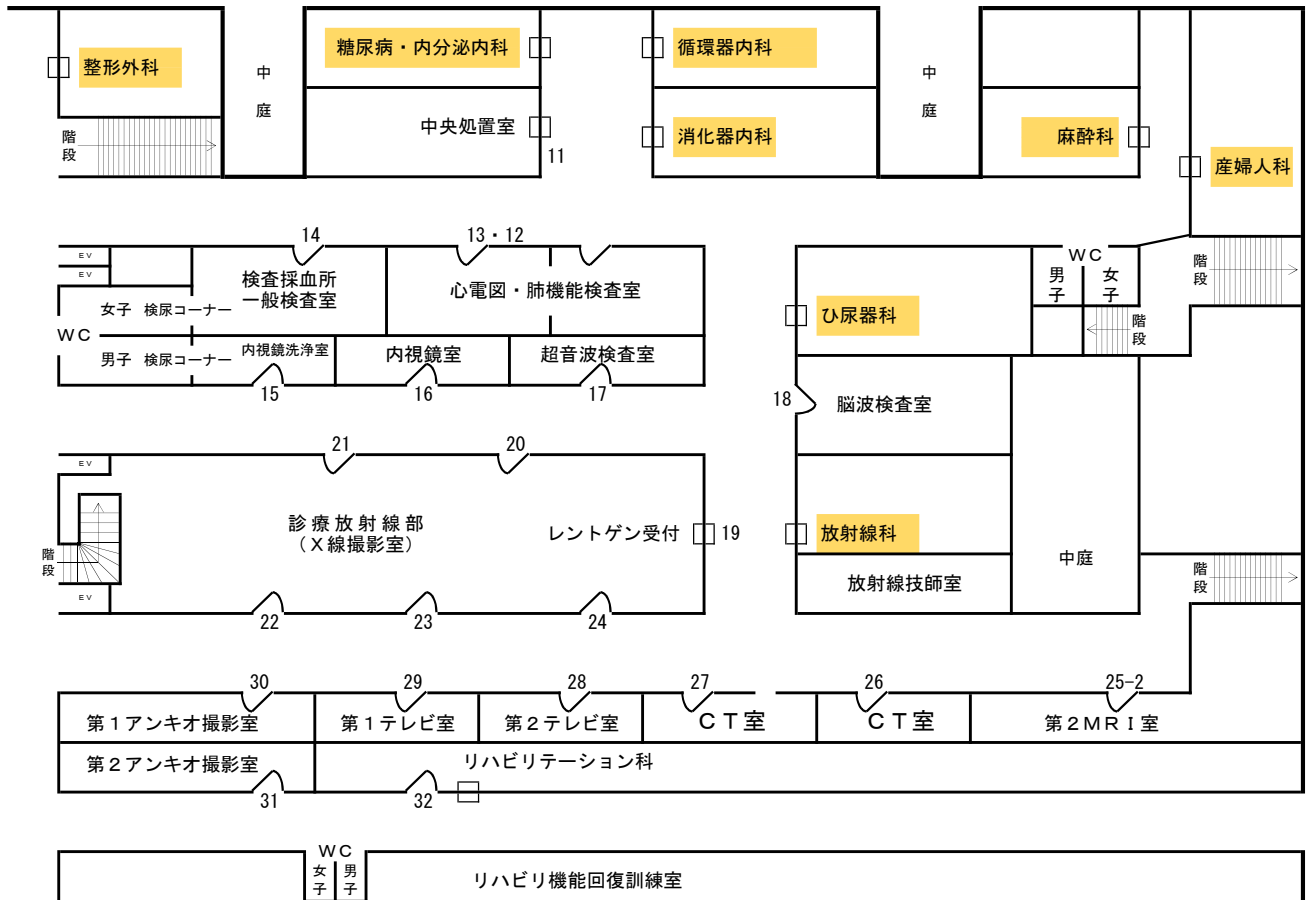 整形外科
階段
中庭
糖尿病・内分泌内科
中央処置室
11
循環器内科
消化器内科
中庭
麻酔科
産婦人科
階段
EV
EV
14
検査採血所
一般検査室
13・12
心電図・肺機能検査室
女子 検尿コーナー
WC
男子 検尿コーナー
内視鏡洗浄室
15
内視鏡室
16
超音波検査室
17
ひ尿器科
WC
男子
女子
階段
18
脳波検査室
EV
21
20
診療放射線部
(X線撮影室)
レントゲン受付
19
放射線科
放射線技師室
中庭
階段
階段
EV
22
23
24
30
29
28
27
26
25-2
第1アンキオ撮影室
第1テレビ室
第2テレビ室
CT室
CT室
第2MRI室
第2アンキオ撮影室
リハビリテーション科
31
32
WC
女子
男子
リハビリ機能回復訓練室